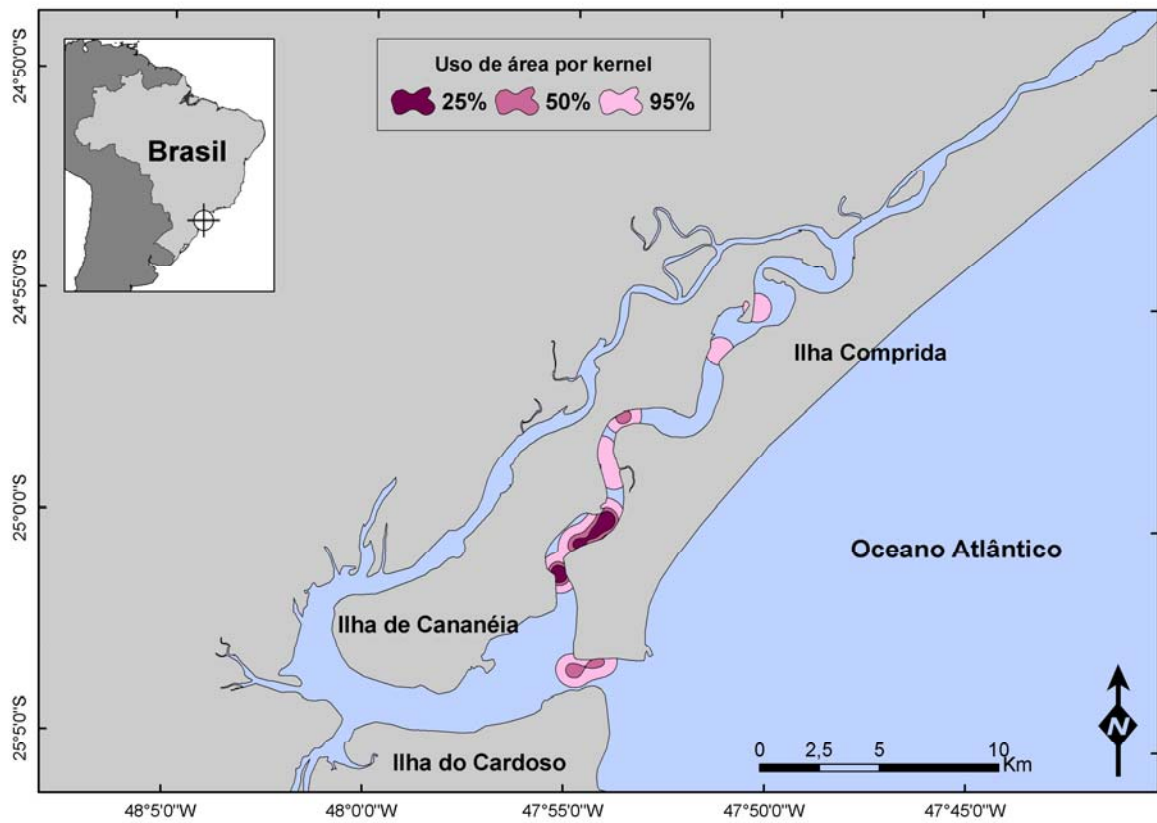 24°50'0"S
24°55'0"S
25°0'0"S
25°5'0"S
Brasil
Uso de área por kernel
25% 50% 95%
Ilha Comprida
Oceano Atlântico
Ilha de Cananéia
Ilha do Cardoso
N
0 2,5 5 10
Km
48°5'0"W 48°0'0"W 47°55'0"W 47°50'0"W 47°45'0"W